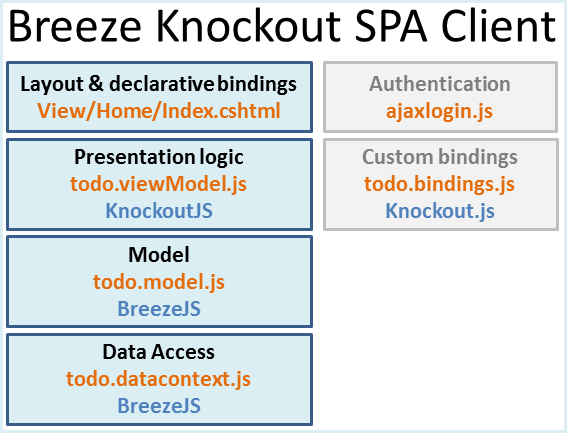 Breeze Knockout SPA Client
Layout & declarative bindings
View/Home/Index.cshtml
Authentication
ajaxlogin.js
Presentation logic
todo.viewModel.js
KnockoutJS
Custom bindings
todo.bindings.js
Knockout.js
Model
todo.model.js
BreezeJS
Data Access
todo.datacontext.js
BreezeJS